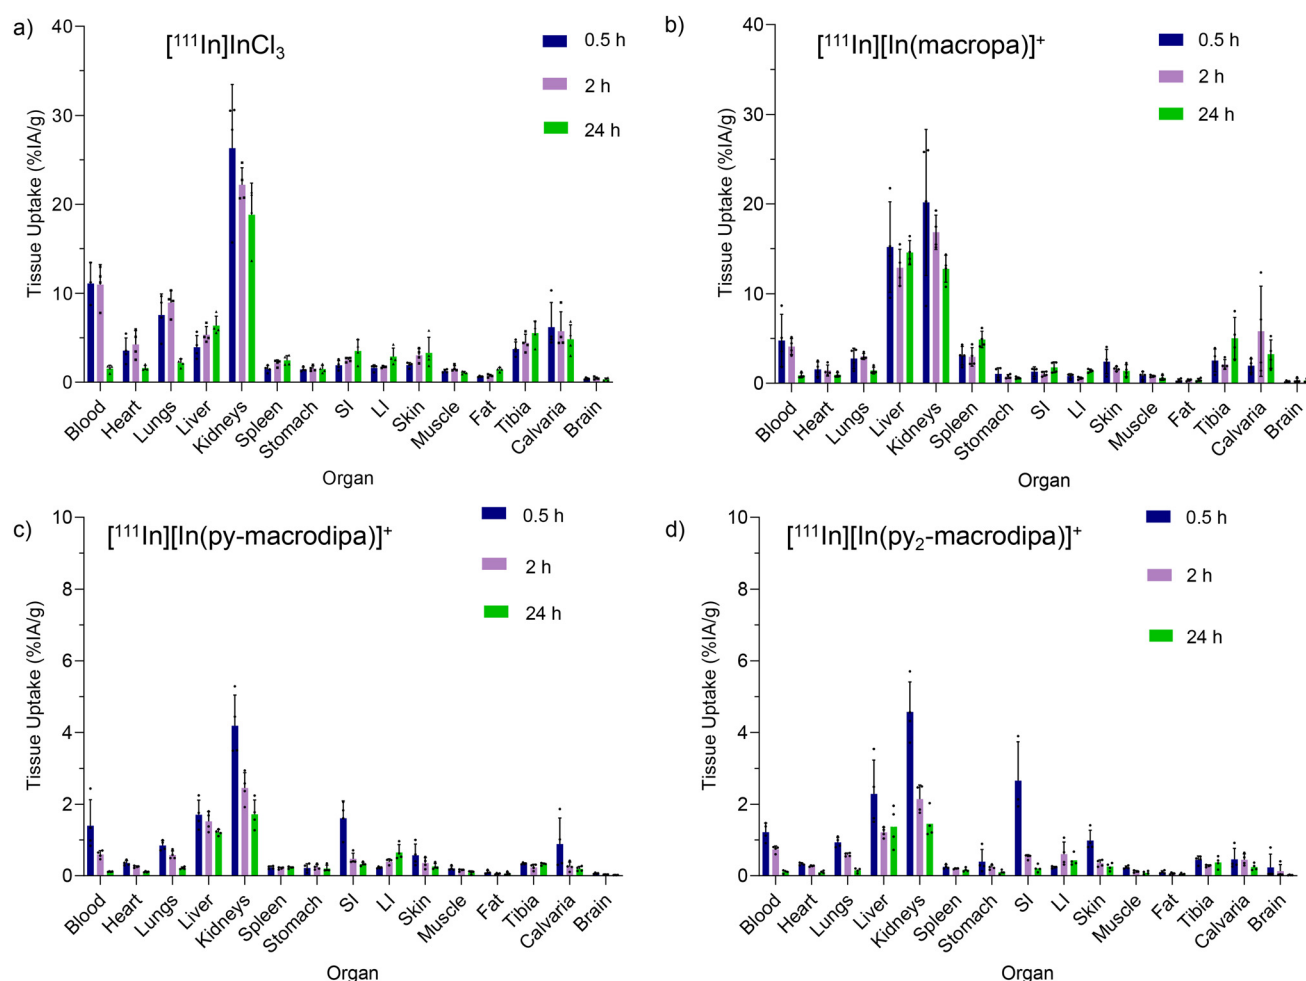 a)
[¹¹¹In]InCl₃
0.5 h
2 h
24 h
Tissue Uptake (%IA/g)
40
30
20
10
0
Blood
Heart
Lungs
Liver
Kidneys
Spleen
Stomach
SI
LI
Skin
Muscle
Fat
Tibia
Calvaria
Brain
Organ
b)
[¹¹¹In][In(macropa)]⁺
0.5 h
2 h
24 h
Tissue Uptake (%IA/g)
40
30
20
10
0
Blood
Heart
Lungs
Liver
Kidneys
Spleen
Stomach
SI
LI
Skin
Muscle
Fat
Tibia
Calvaria
Brain
Organ
c)
[¹¹¹In][In(py-macrodipa)]⁺
0.5 h
2 h
24 h
Tissue Uptake (%IA/g)
10
8
6
4
2
0
Blood
Heart
Lungs
Liver
Kidneys
Spleen
Stomach
SI
LI
Skin
Muscle
Fat
Tibia
Calvaria
Brain
Organ
d)
[¹¹¹In][In(py₂-macrodipa)]⁺
0.5 h
2 h
24 h
Tissue Uptake (%IA/g)
10
8
6
4
2
0
Blood
Heart
Lungs
Liver
Kidneys
Spleen
Stomach
SI
LI
Skin
Muscle
Fat
Tibia
Calvaria
Brain
Organ